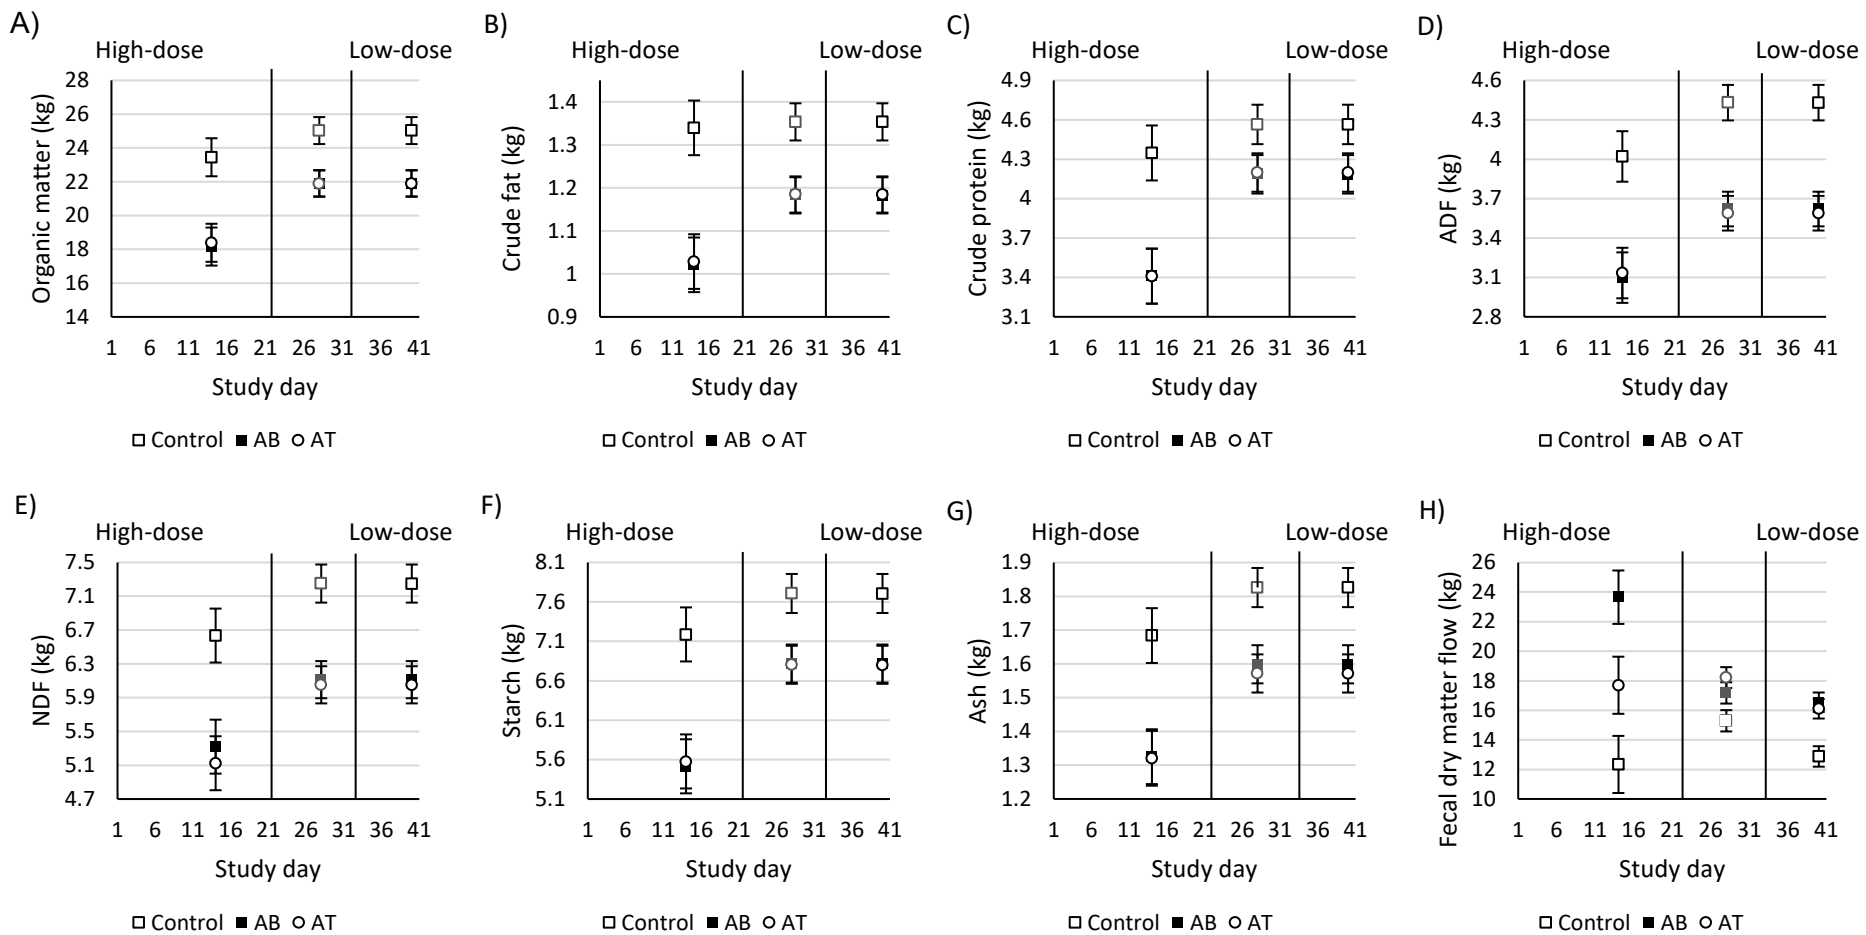 A)
High-dose Low-dose
Organic matter (kg)
28
26
24
22
20
18
16
14
1 6 11 16 21 26 31 36 41
Study day
Control AB AT
B)
High-dose Low-dose
Crude fat (kg)
1.4
1.3
1.2
1.1
1
0.9
1 6 11 16 21 26 31 36 41
Study day
Control AB AT
C)
High-dose Low-dose
Crude protein (kg)
4.9
4.6
4.3
4
3.7
3.4
3.1
1 6 11 16 21 26 31 36 41
Study day
Control AB AT
D)
High-dose Low-dose
ADF (kg)
4.6
4.3
4
3.7
3.4
3.1
2.8
1 6 11 16 21 26 31 36 41
Study day
Control AB AT
E)
High-dose Low-dose
NDF (kg)
7.5
7.1
6.7
6.3
5.9
5.5
5.1
4.7
1 6 11 16 21 26 31 36 41
Study day
Control AB AT
F)
High-dose Low-dose
Starch (kg)
8.1
7.6
7.1
6.6
6.1
5.6
5.1
1 6 11 16 21 26 31 36 41
Study day
Control AB AT
G)
High-dose Low-dose
Ash (kg)
1.9
1.8
1.7
1.6
1.5
1.4
1.3
1.2
1 6 11 16 21 26 31 36 41
Study day
Control AB AT
H)
High-dose Low-dose
Fecal dry matter flow (kg)
26
24
22
20
18
16
14
12
10
1 6 11 16 21 26 31 36 41
Study day
Control AB AT